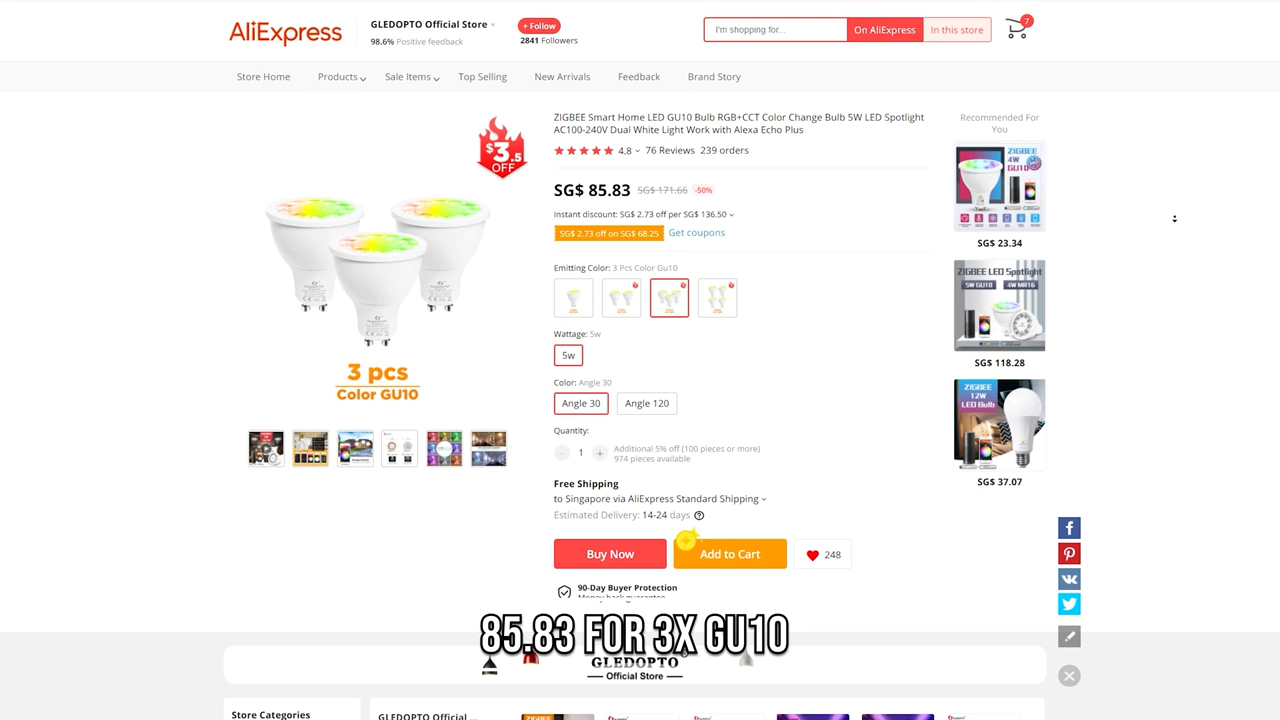 AliExpress
GLEDOPTO Official Store
98.6% Positive feedback
+ Follow
2841 Followers
I'm shopping for...
On AliExpress
In this store
7
Store Home
Products
Sale Items
Top Selling
New Arrivals
Feedback
Brand Story
$3.5
OFF
3 pcs
Color GU10
ZIGBEE Smart Home LED GU10 Bulb RGB+CCT Color Change Bulb 5W LED Spotlight
AC100-240V Dual White Light Work with Alexa Echo Plus
4.8 76 Reviews 239 orders
SG$ 85.83 SG$ 171.66 -50%
Instant discount: SG$ 2.73 off per SG$ 136.50
SG$ 2.73 off on SG$ 68.25 Get coupons
Emitting Color: 3 Pcs Color Gu10
Wattage: 5w
5w
Color: Angle 30
Angle 30 Angle 120
Quantity:
1
Additional 5% off (100 pieces or more)
974 pieces available
Free Shipping
to Singapore via AliExpress Standard Shipping
Estimated Delivery: 14-24 days
Buy Now
Add to Cart
248
90-Day Buyer Protection
Money back guarantee
Recommended For
You
ZIGBEE
4W
GU10
SG$ 23.34
ZIGBEE LED Spotlight
5W GU10 4W MR16
SG$ 118.28
ZIGBEE
12W
LED Bulb
SG$ 37.07
85.83 FOR 3X GU10
GLEDOPTO
Official Store
Store Categories
GLEDOPTO Official ...
ZIGBEE